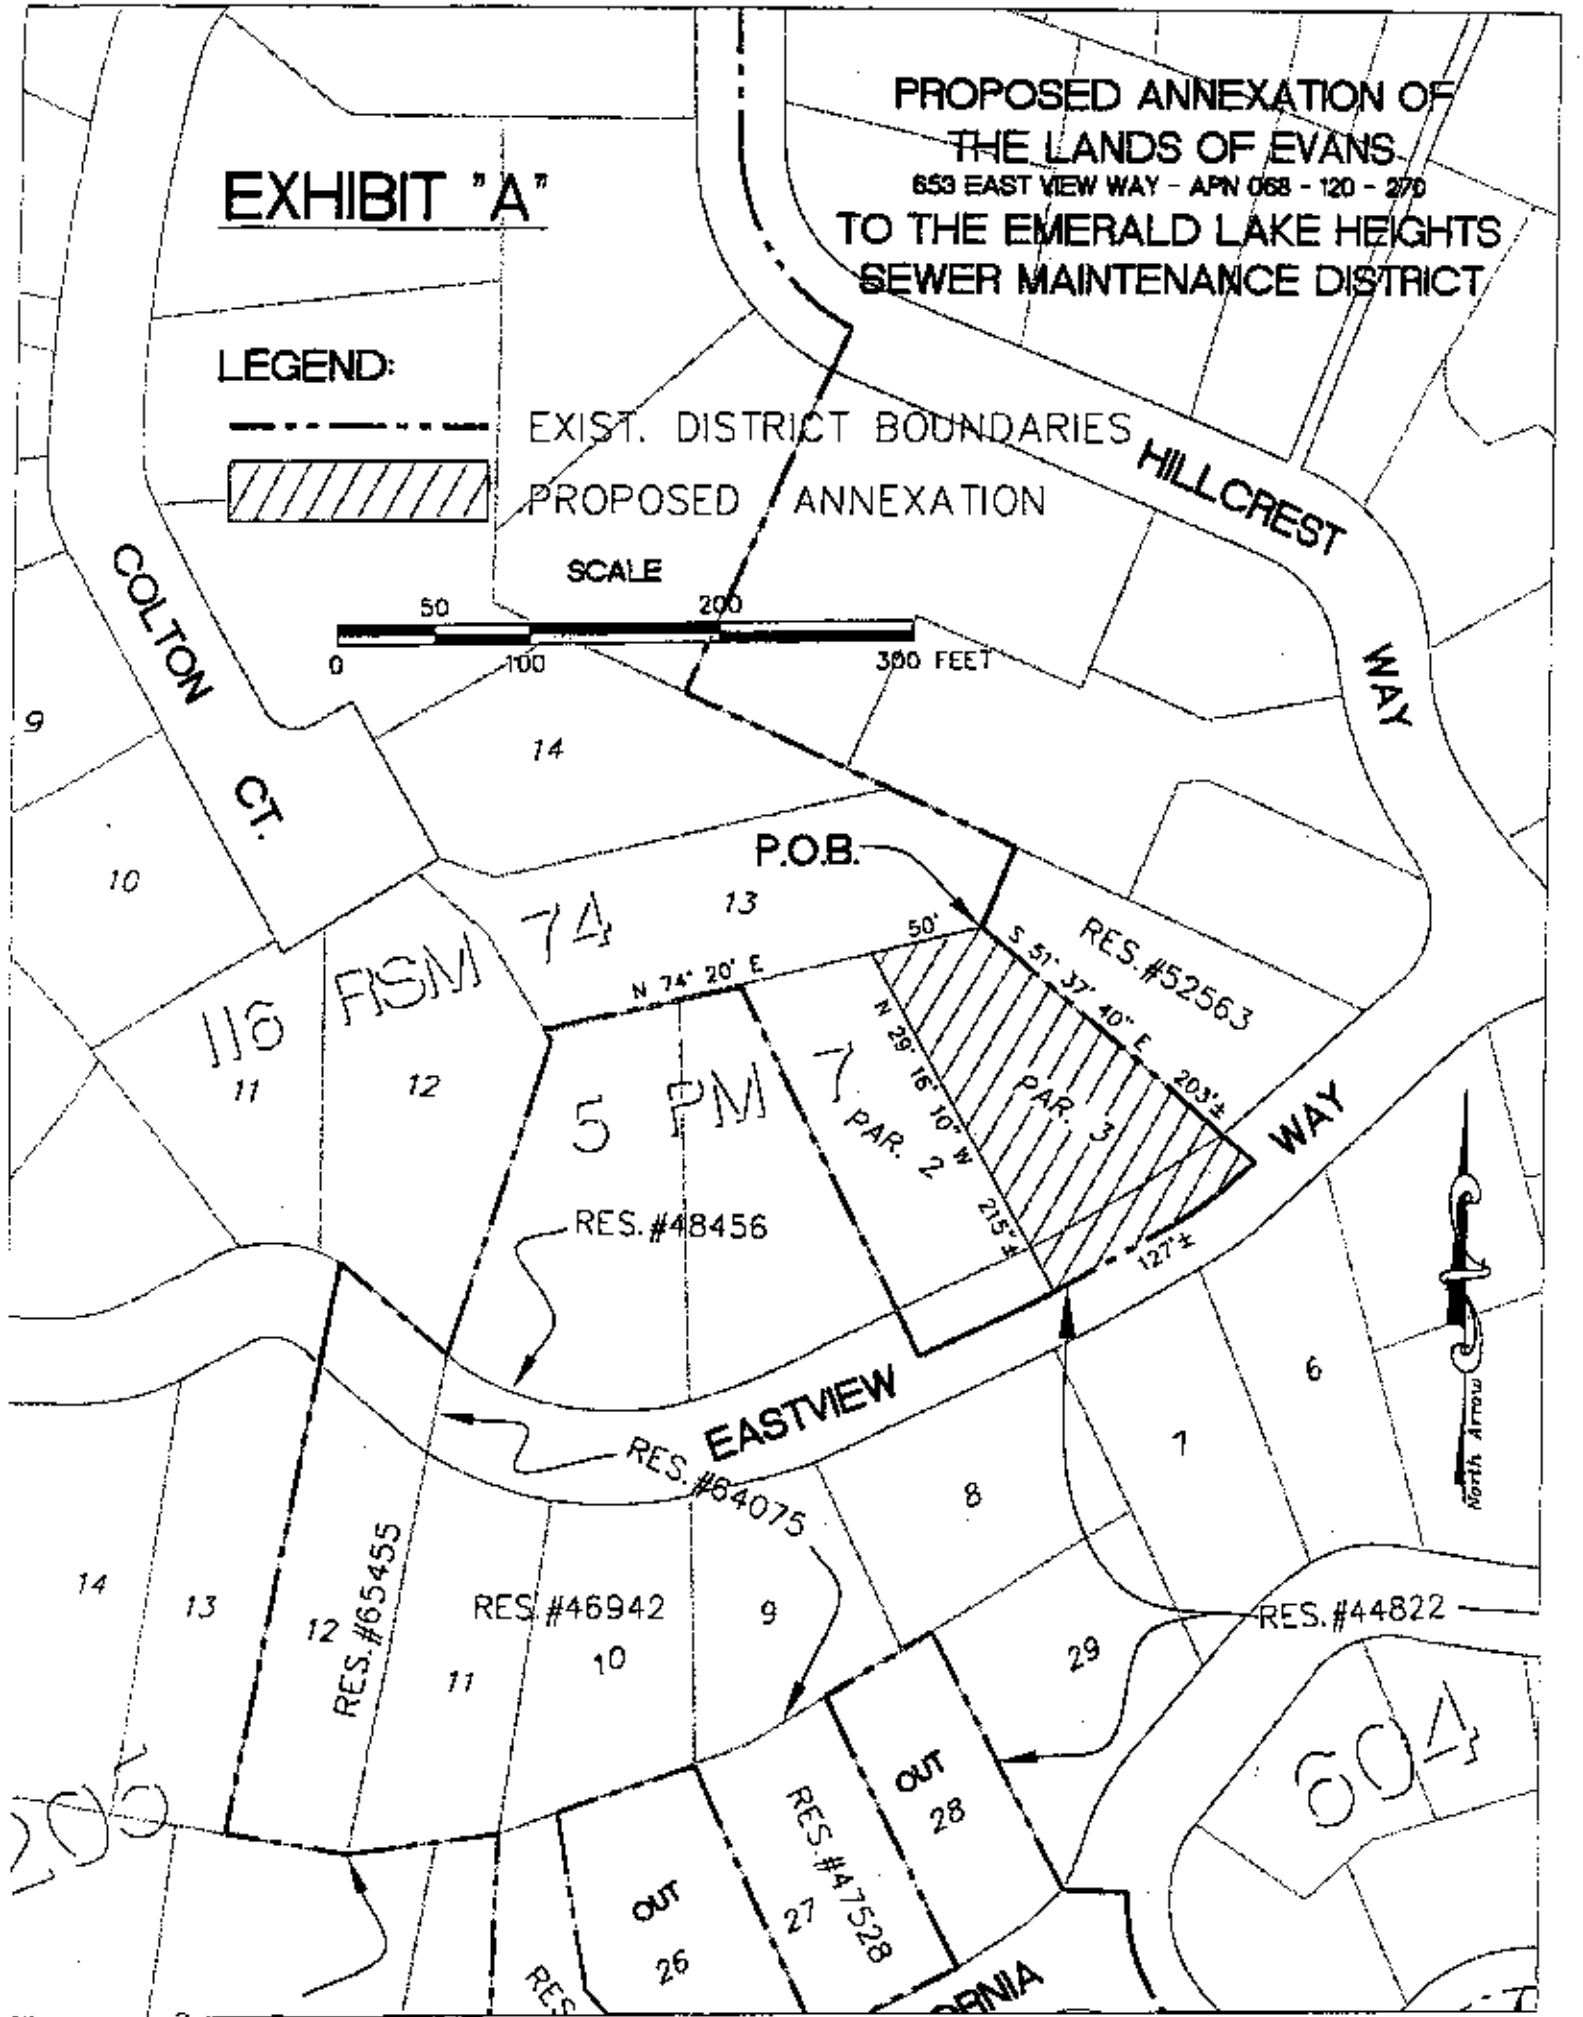 PROPOSED ANNEXATION OF
THE LANDS OF EVANS
653 EAST VIEW WAY - APN 068 - 120 - 270
TO THE EMERALD LAKE HEIGHTS
SEWER MAINTENANCE DISTRICT
EXHIBIT "A"
LEGEND:
EXIST. DISTRICT BOUNDARIES
PROPOSED ANNEXATION
SCALE
50
200
0
100
300 FEET
HILLCREST
WAY
COLTON
CT.
9
14
10
P.O.B.
13
50'
S 51° 37' 40" E
203'±
RES. #52563
N 74° 20' E
116 RSM 74
11
12
5 PM 7
PAR. 2
N 29° 16' 10" W
215'±
PAR. 3
127'±
WAY
RES. #48456
EASTVIEW
RES. #64075
North Arrow
6
7
8
14
13
12
RES. #65455
11
RES. #46942
10
9
29
RES. #44822
OUT
28
RES. #47528
27
OUT
26
RES
ORNIA
604